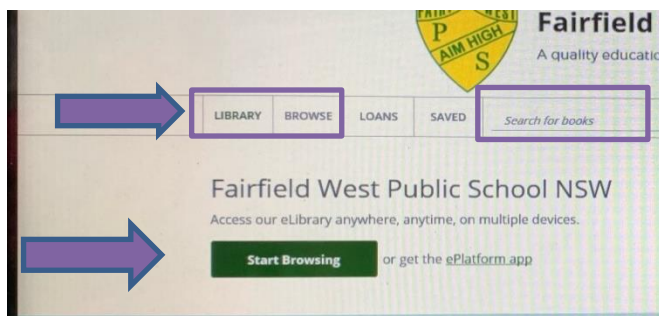 FAIRFIELD WEST
P S
AIM HIGH
Fairfield
A quality educatio
LIBRARY BROWSE LOANS SAVED Search for books
Fairfield West Public School NSW
Access our eLibrary anywhere, anytime, on multiple devices.
Start Browsing or get the ePlatform app